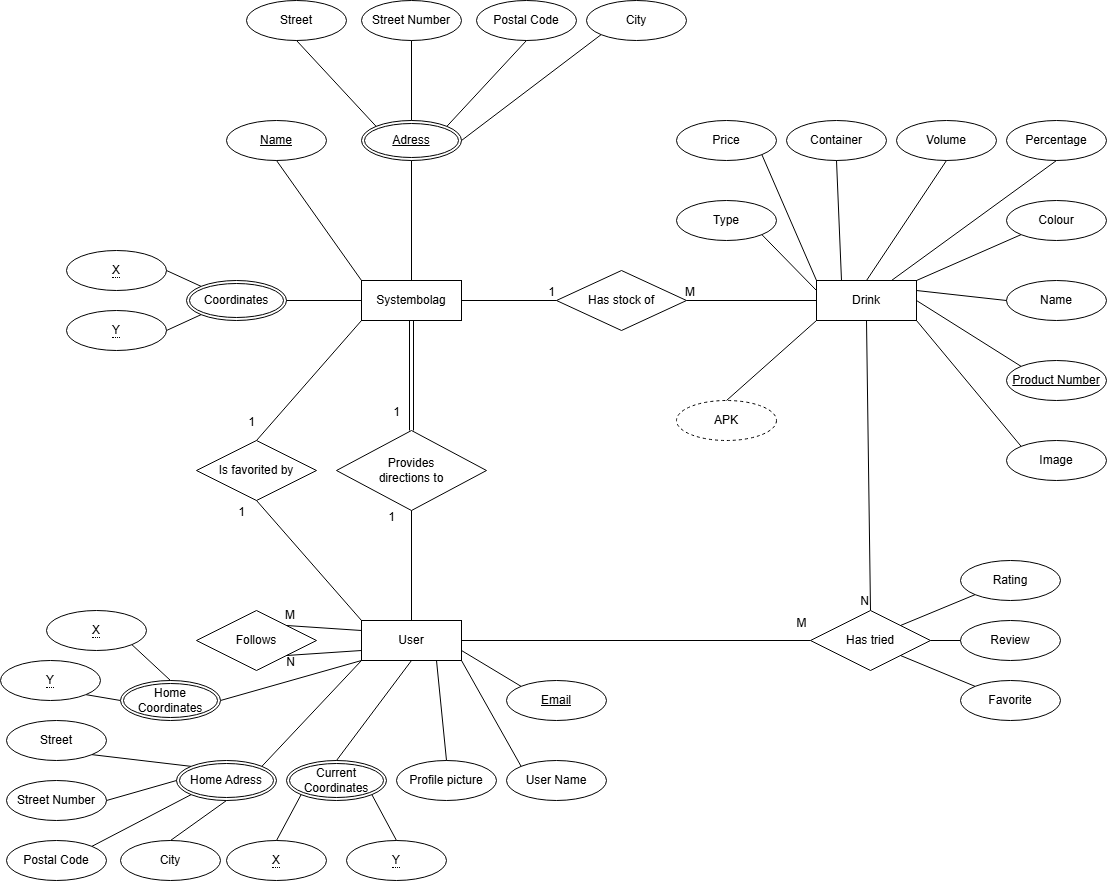 Street
Street Number
Postal Code
City
Name
Adress
Price
Container
Volume
Percentage
Type
Colour
X
Coordinates
Y
Systembolag
1
Has stock of
M
Drink
Name
Product Number
APK
Image
1
1
Is favorited by
Provides
directions to
1
1
Rating
N
M
Has tried
Review
Favorite
M
Follows
N
User
X
Y
Home
Coordinates
Email
Street
Home Adress
Current
Coordinates
Profile picture
User Name
Street Number
Postal Code
City
X
Y